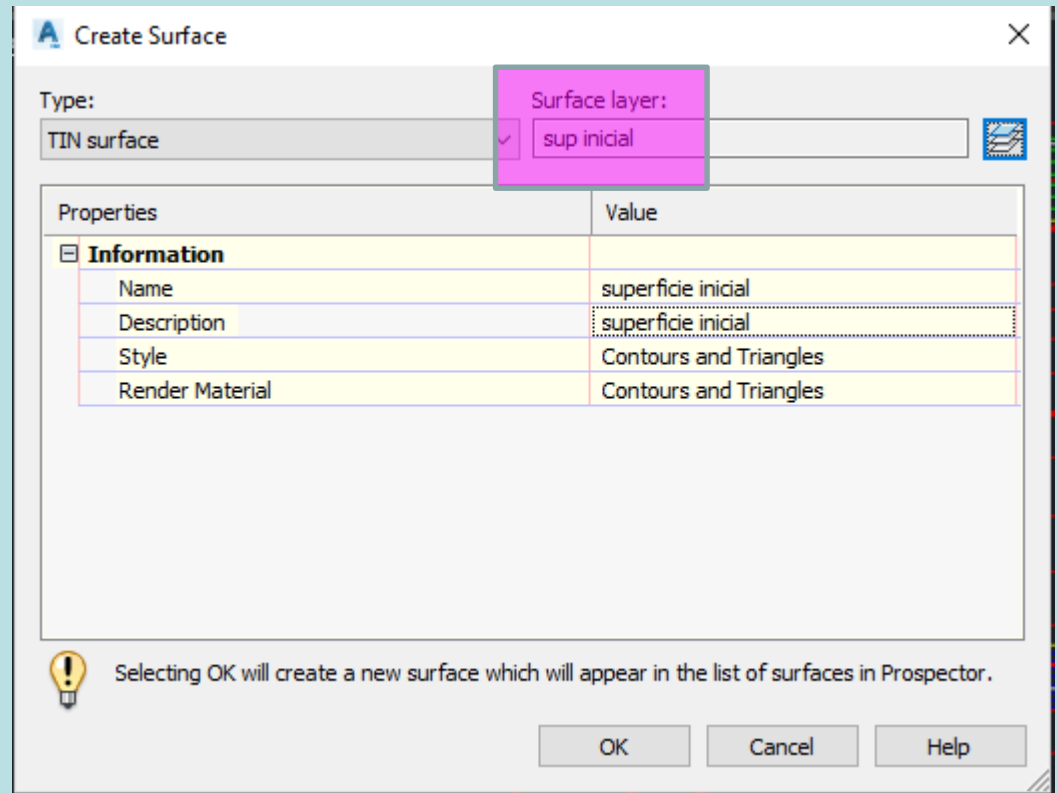 Create Surface
Type:
Surface layer:
TIN surface
sup inicial
Properties
Value
Information
Name
superficie inicial
Description
superficie inicial
Style
Contours and Triangles
Render Material
Contours and Triangles
Selecting OK will create a new surface which will appear in the list of surfaces in Prospector.
OK
Cancel
Help